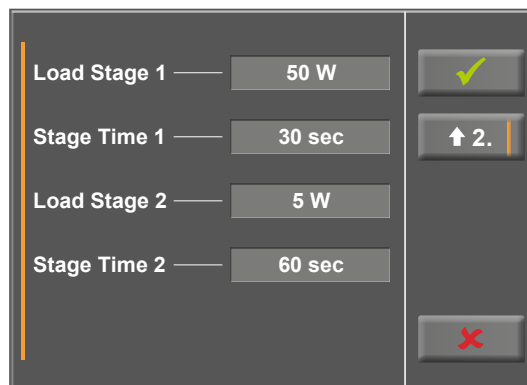 Load Stage 1 50 W
Stage Time 1 30 sec
2.
Load Stage 2 5 W
Stage Time 2 60 sec